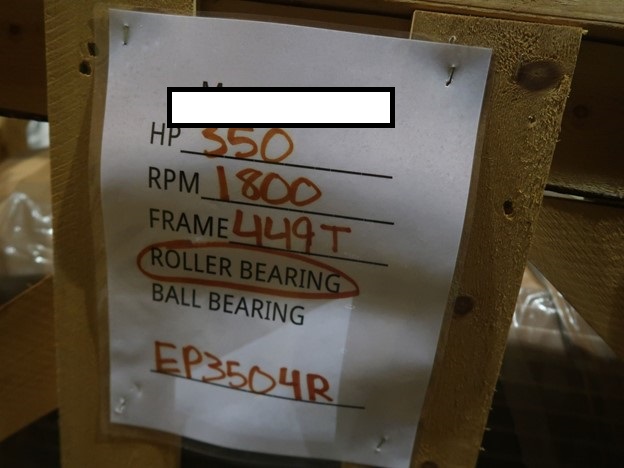 HP 350
RPM 1800
FRAME 449T
ROLLER BEARING
BALL BEARING
EP3504R